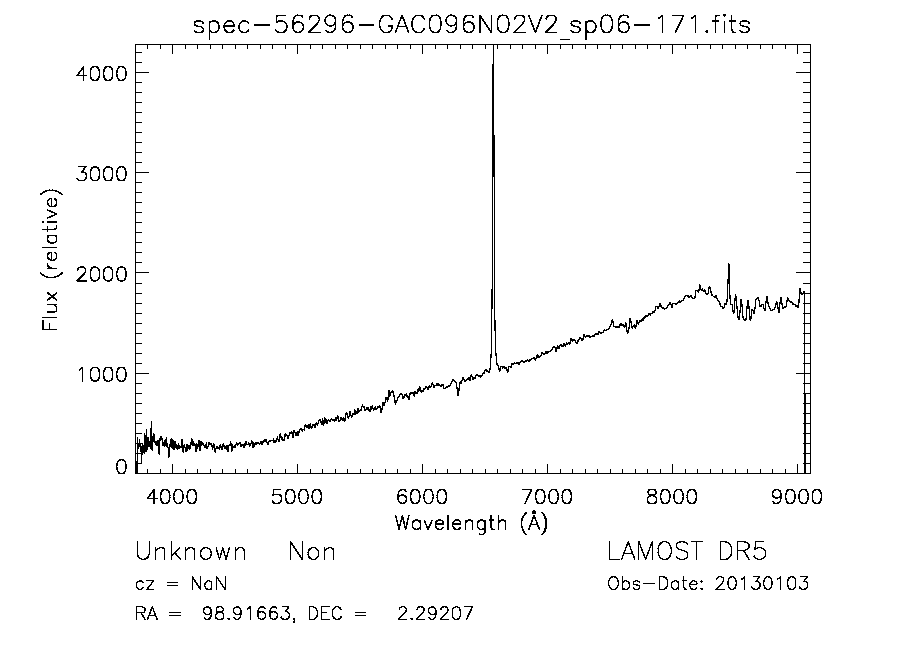 spec-56296-GAC096N02V2_sp06-171.fits
4000
3000
2000
1000
0
Flux (relative)
4000 5000 6000 7000 8000 9000
Wavelength (Å)
Unknown Non LAMOST DR5
cz = NaN Obs-Date: 20130103
RA = 98.91663, DEC = 2.29207